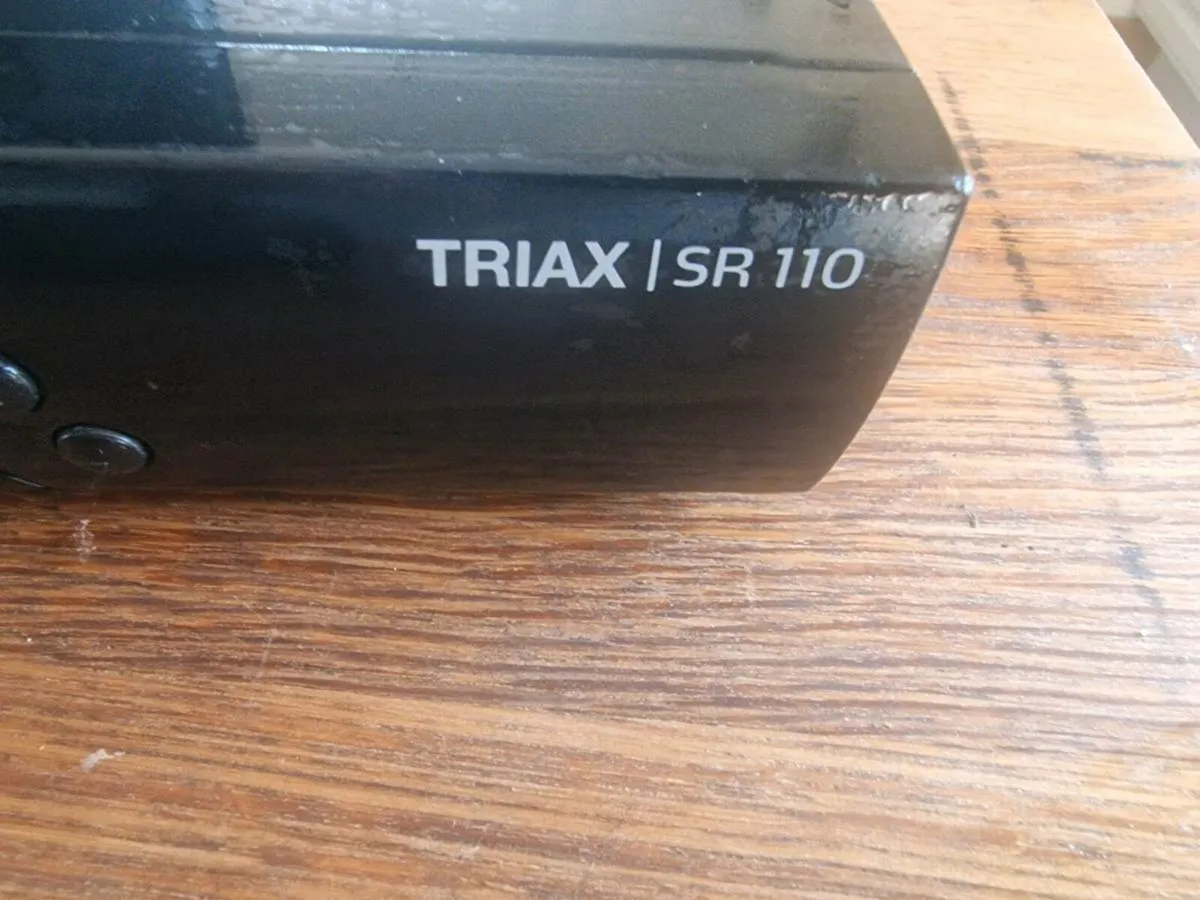 TRIAX | SR 110